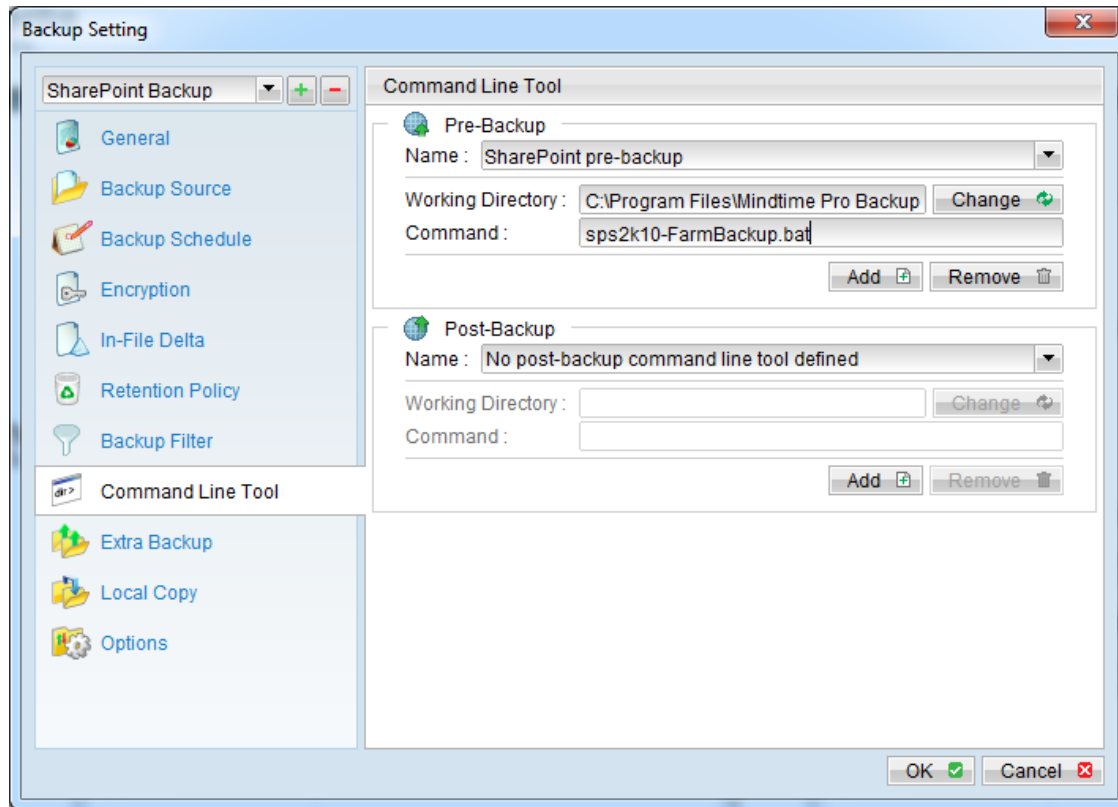 Backup Setting
SharePoint Backup
General
Backup Source
Backup Schedule
Encryption
In-File Delta
Retention Policy
Backup Filter
dir>
Command Line Tool
Extra Backup
Local Copy
Options
Command Line Tool
Pre-Backup
Name : SharePoint pre-backup
Working Directory : C:\Program Files\Mindtime Pro Backup Change
Command : sps2k10-FarmBackup.bat
Add Remove
Post-Backup
Name : No post-backup command line tool defined
Working Directory : Change
Command :
Add Remove
OK Cancel